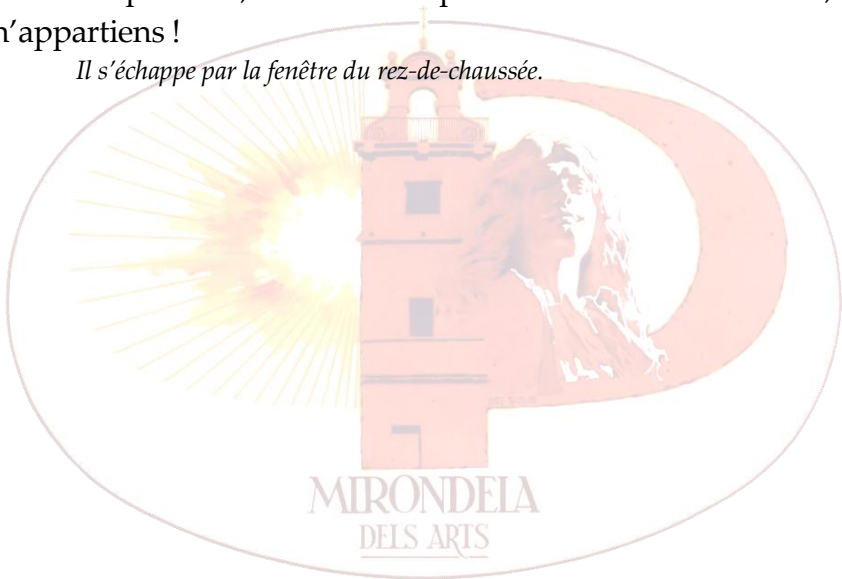 n'appartiens !
Il s'échappe par la fenêtre du rez-de-chaussée.
MIRONDELA
DELS ARTS